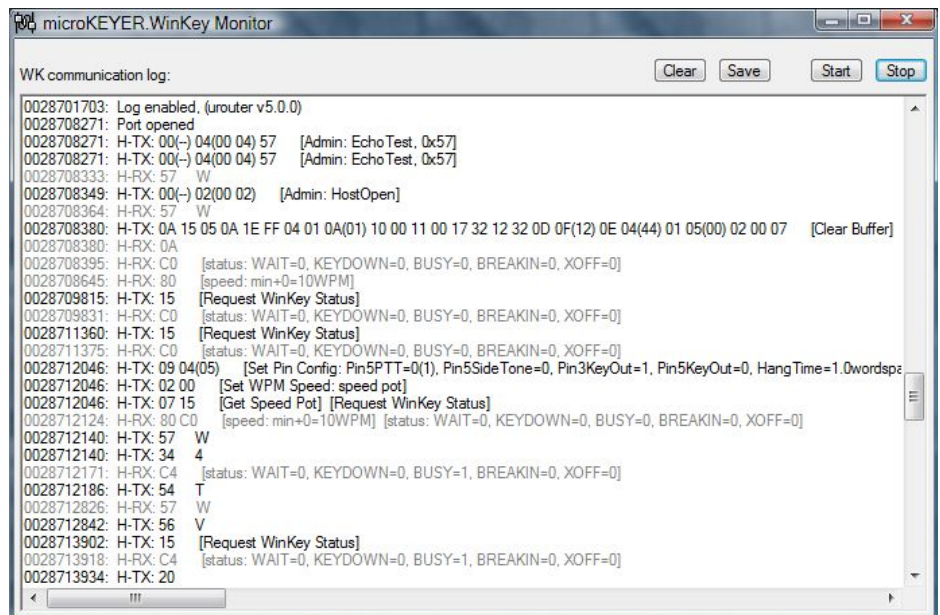 microKEYER.WinKey Monitor
WK communication log:
Clear Save Start Stop
0028701703: Log enabled, (urouter v5.0.0)
0028708271: Port opened
0028708271: H-TX: 00(--) 04(00 04) 57 [Admin: EchoTest, 0x57]
0028708271: H-TX: 00(--) 04(00 04) 57 [Admin: EchoTest, 0x57]
0028708333: H-RX: 57 W
0028708349: H-TX: 00(--) 02(00 02) [Admin: HostOpen]
0028708364: H-RX: 57 W
0028708380: H-TX: 0A 15 05 0A 1E FF 04 01 0A(01) 10 00 11 00 17 32 12 32 0D 0F(12) 0E 04(44) 01 05(00) 02 00 07 [Clear Buffer]
0028708380: H-RX: 0A
0028708395: H-RX: C0 [status: WAIT=0, KEYDOWN=0, BUSY=0, BREAKIN=0, XOFF=0]
0028708645: H-RX: 80 [speed: min+0=10WPM]
0028709815: H-TX: 15 [Request WinKey Status]
0028709831: H-RX: C0 [status: WAIT=0, KEYDOWN=0, BUSY=0, BREAKIN=0, XOFF=0]
0028711360: H-TX: 15 [Request WinKey Status]
0028711375: H-RX: C0 [status: WAIT=0, KEYDOWN=0, BUSY=0, BREAKIN=0, XOFF=0]
0028712046: H-TX: 09 04(05) [Set Pin Config: Pin5PTT=0(1), Pin5SideTone=0, Pin3KeyOut=1, Pin5KeyOut=0, HangTime=1.0wordspa
0028712046: H-TX: 02 00 [Set WPM Speed: speed pot]
0028712046: H-TX: 07 15 [Get Speed Pot] [Request WinKey Status]
0028712124: H-RX: 80 C0 [speed: min+0=10WPM] [status: WAIT=0, KEYDOWN=0, BUSY=0, BREAKIN=0, XOFF=0]
0028712140: H-TX: 57 W
0028712140: H-TX: 34 4
0028712171: H-RX: C4 [status: WAIT=0, KEYDOWN=0, BUSY=1, BREAKIN=0, XOFF=0]
0028712186: H-TX: 54 T
0028712826: H-RX: 57 W
0028712842: H-TX: 56 V
0028713902: H-TX: 15 [Request WinKey Status]
0028713918: H-RX: C4 [status: WAIT=0, KEYDOWN=0, BUSY=1, BREAKIN=0, XOFF=0]
0028713934: H-TX: 20